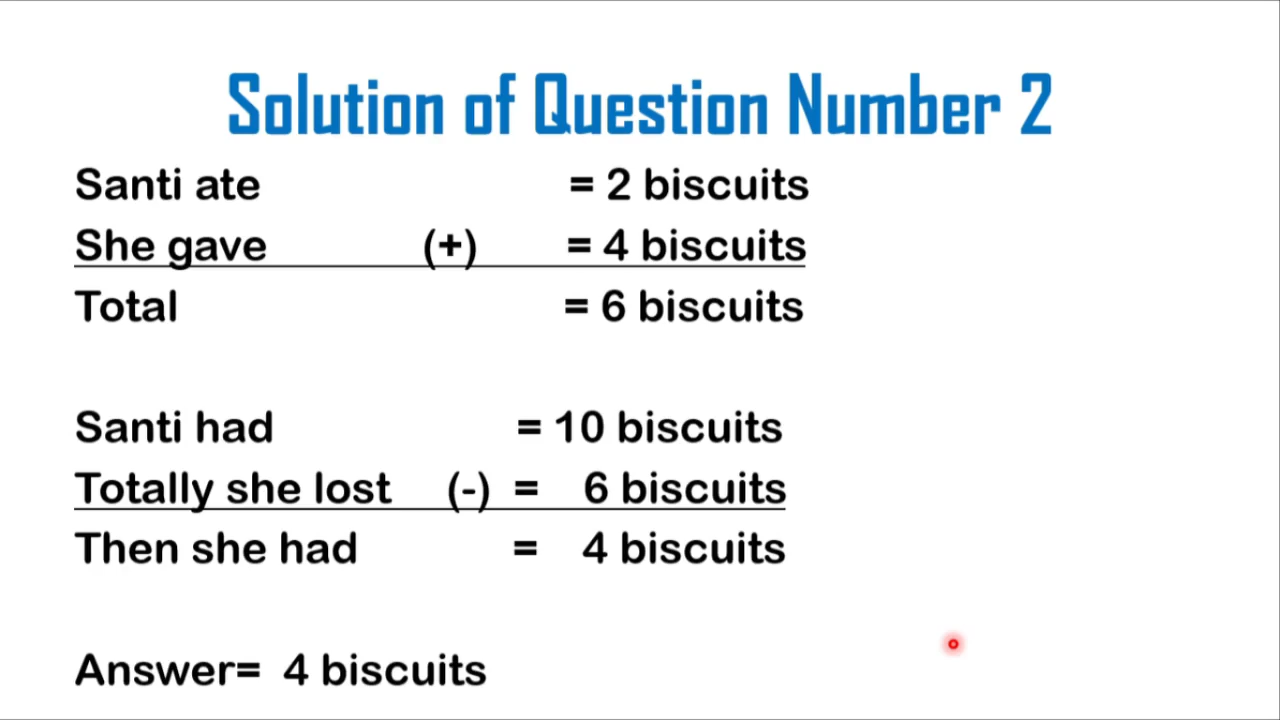 Solution of Question Number 2
Santi ate = 2 biscuits
She gave (+) = 4 biscuits
Total = 6 biscuits
Santi had = 10 biscuits
Totally she lost (-) = 6 biscuits
Then she had = 4 biscuits
Answer= 4 biscuits